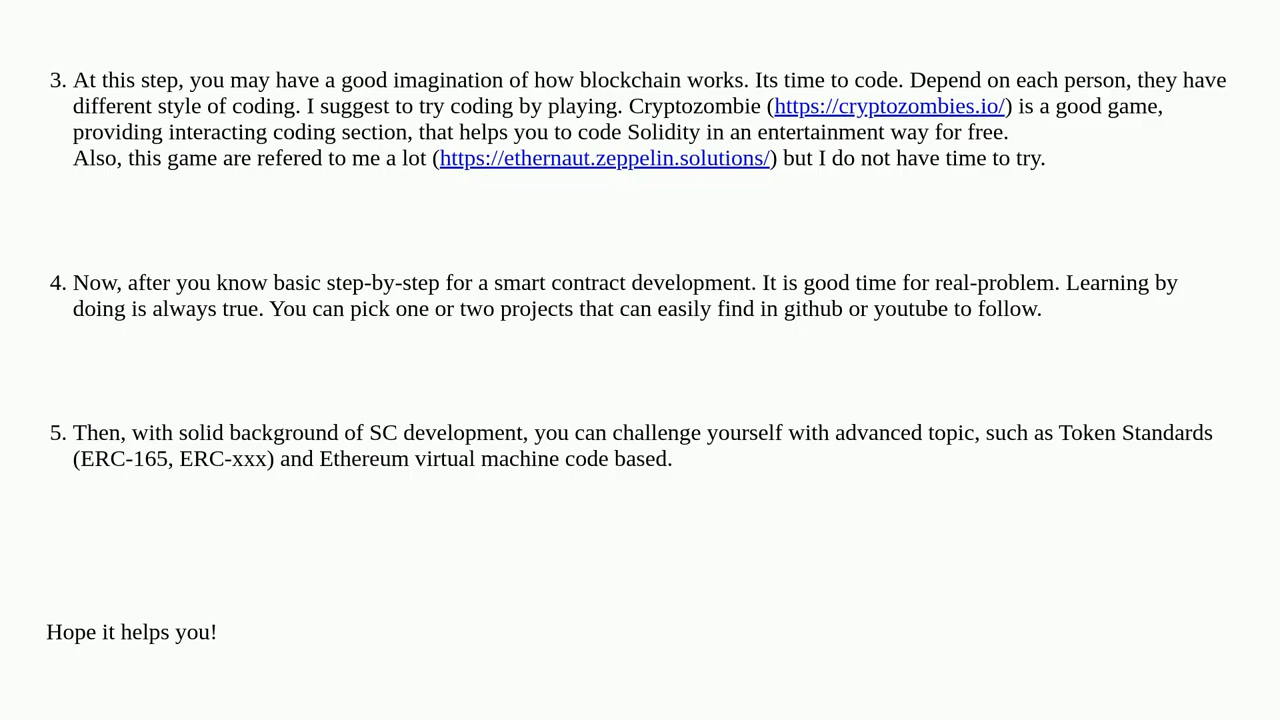 3. At this step, you may have a good imagination of how blockchain works. Its time to code. Depend on each person, they have
different style of coding. I suggest to try coding by playing. Cryptozombie (https://cryptozombies.io/) is a good game,
providing interacting coding section, that helps you to code Solidity in an entertainment way for free.
Also, this game are refered to me a lot (https://ethernaut.zeppelin.solutions/) but I do not have time to try.
4. Now, after you know basic step-by-step for a smart contract development. It is good time for real-problem. Learning by
doing is always true. You can pick one or two projects that can easily find in github or youtube to follow.
5. Then, with solid background of SC development, you can challenge yourself with advanced topic, such as Token Standards
(ERC-165, ERC-xxx) and Ethereum virtual machine code based.
Hope it helps you!